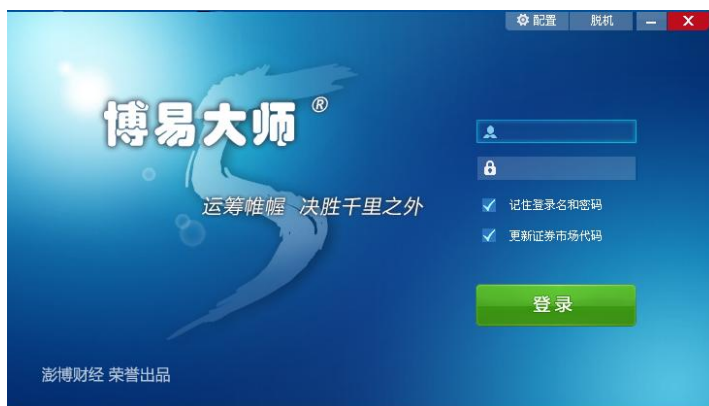 配置 脱机
博易大师®
5
运筹帷幄 决胜千里之外
记住登录名和密码
更新证券市场代码
登录
澎博财经 荣誉出品